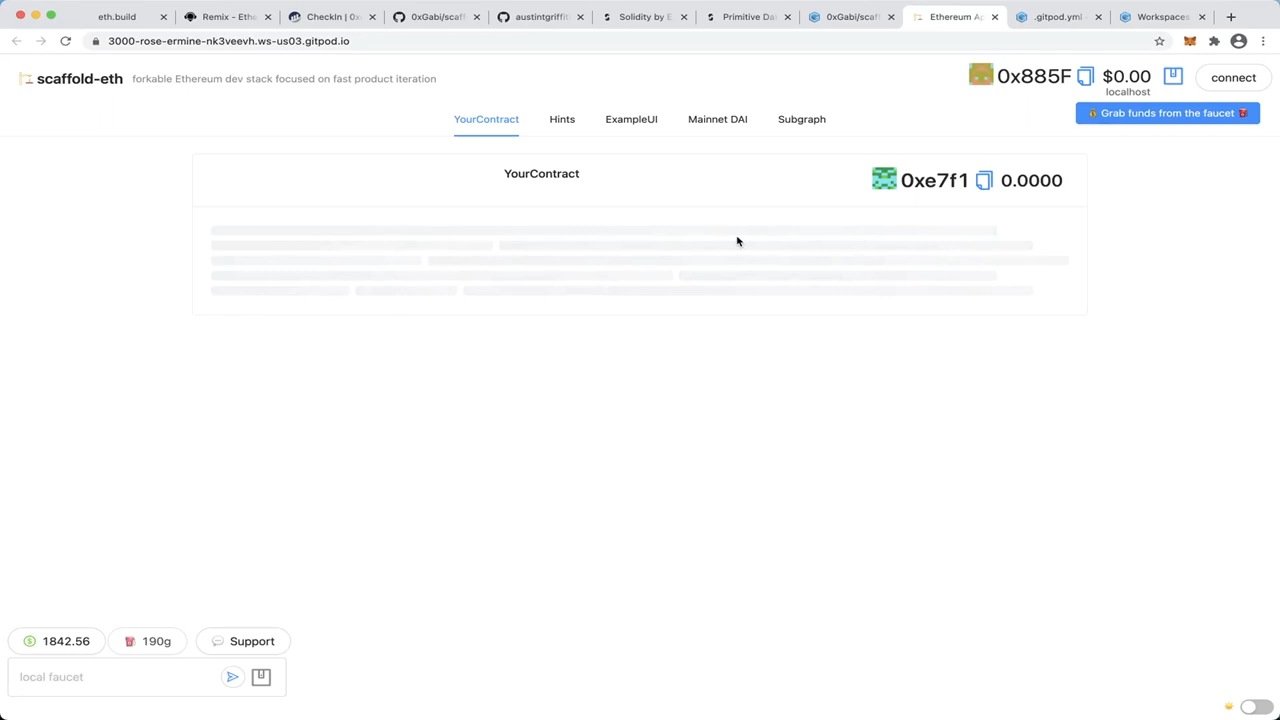 eth.build
Remix - Ethe
CheckIn | 0x
0xGabi/scaff
austintgriffit
Solidity by E
Primitive Da
0xGabi/scaff
Ethereum Ap
.gitpod.yml
Workspaces
3000-rose-ermine-nk3veevh.ws-us03.gitpod.io
scaffold-eth forkable Ethereum dev stack focused on fast product iteration
0x885F $0.00 connect
localhost
Grab funds from the faucet
YourContract Hints ExampleUI Mainnet DAI Subgraph
YourContract 0xe7f1 0.0000
1842.56 190g Support
local faucet